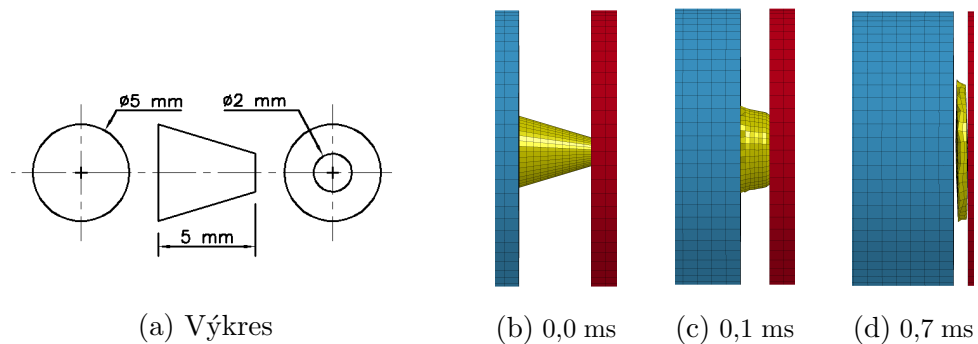 ø5 mm
ø2 mm
5 mm
(a) Výkres
(b) 0,0 ms
(c) 0,1 ms
(d) 0,7 ms